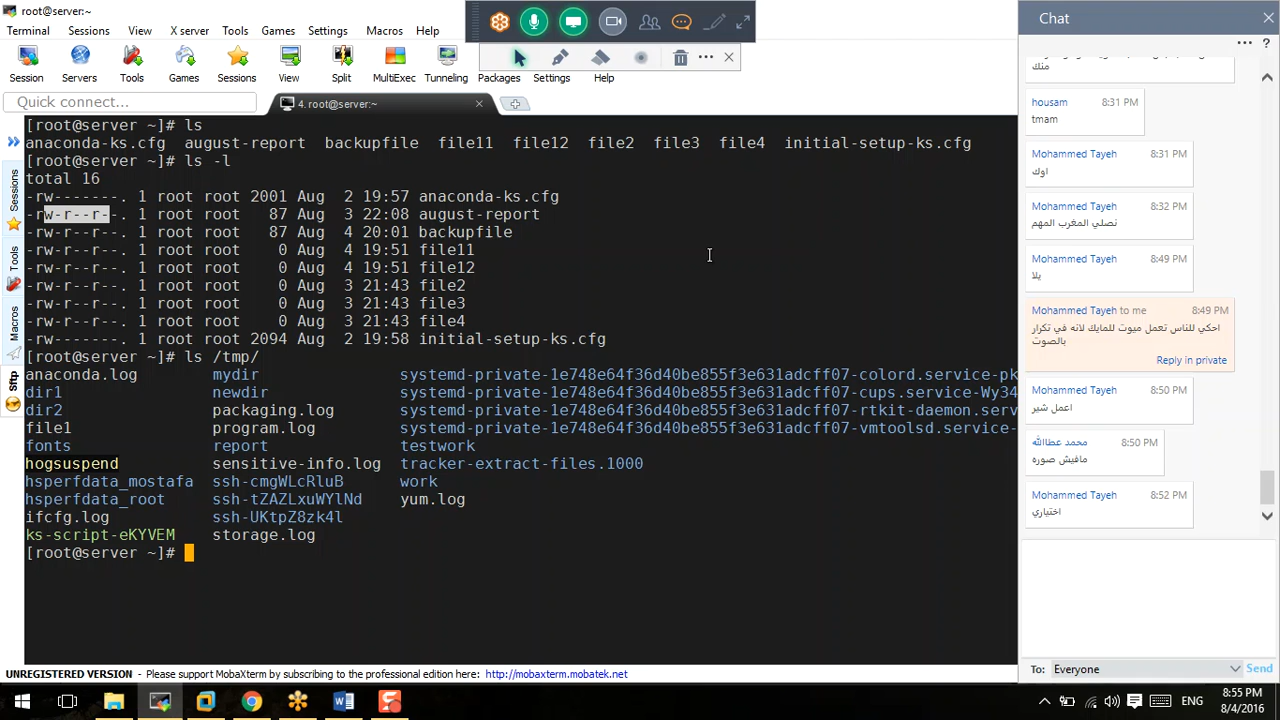 root@server:~
Terminal Sessions View X server Tools Games Settings Macros Help
Session Servers Tools Games Sessions View Split MultiExec Tunneling Packages Settings Help
Quick connect...
4. root@server:~
Sessions
Tools
Macros
Sftp
[root@server ~]# ls
anaconda-ks.cfg august-report backupfile file11 file12 file2 file3 file4 initial-setup-ks.cfg
[root@server ~]# ls -l
total 16
-rw-------. 1 root root 2001 Aug 2 19:57 anaconda-ks.cfg
-rw-r--r--. 1 root root 87 Aug 3 22:08 august-report
-rw-r--r--. 1 root root 87 Aug 4 20:01 backupfile
-rw-r--r--. 1 root root 0 Aug 4 19:51 file11
-rw-r--r--. 1 root root 0 Aug 4 19:51 file12
-rw-r--r--. 1 root root 0 Aug 3 21:43 file2
-rw-r--r--. 1 root root 0 Aug 3 21:43 file3
-rw-r--r--. 1 root root 0 Aug 3 21:43 file4
-rw-r--r--. 1 root root 2094 Aug 2 19:58 initial-setup-ks.cfg
[root@server ~]# ls /tmp/
anaconda.log mydir systemd-private-1e748e64f36d40be855f3e631adcff07-colord.service-pk
dir1 newdir systemd-private-1e748e64f36d40be855f3e631adcff07-cups.service-Wy34
dir2 packaging.log systemd-private-1e748e64f36d40be855f3e631adcff07-rtkit-daemon.serv
file1 program.log systemd-private-1e748e64f36d40be855f3e631adcff07-vmtoolsd.service-
fonts report testwork
hogsuspend sensitive-info.log tracker-extract-files.1000
hsperfdata_mostafa ssh-cmgWLcRluB work
hsperfdata_root ssh-tZAZLxuWYlNd yum.log
ifcfg.log ssh-UKtpZ8zk4l
ks-script-eKYVEM storage.log
[root@server ~]#
UNREGISTERED VERSION - Please support MobaXterm by subscribing to the professional edition here: http://mobaxterm.mobatek.net
Chat
?
منك
housam 8:31 PM
tmam
Mohammed Tayeh 8:31 PM
اوك
Mohammed Tayeh 8:32 PM
نصلي المغرب المهم
Mohammed Tayeh 8:49 PM
يلا
Mohammed Tayeh to me 8:49 PM
احكي للناس تعمل ميوت للمايك لانه في تكرار
بالصوت
Reply in private
Mohammed Tayeh 8:50 PM
اعمل شير
محمد عطاالله 8:50 PM
مافيش صوره
Mohammed Tayeh 8:52 PM
اختياري
To: Everyone Send
ENG
8:55 PM
8/4/2016